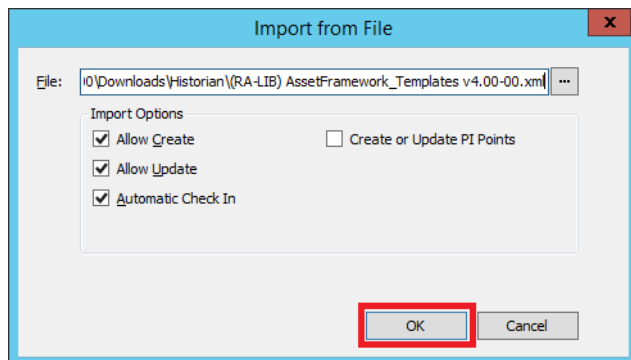 Import from File
x
File: 0\Downloads\Historian\(RA-LIB) AssetFramework_Templates v4.00-00.xml ...
Import Options
Allow Create Create or Update PI Points
Allow Update
Automatic Check In
OK Cancel